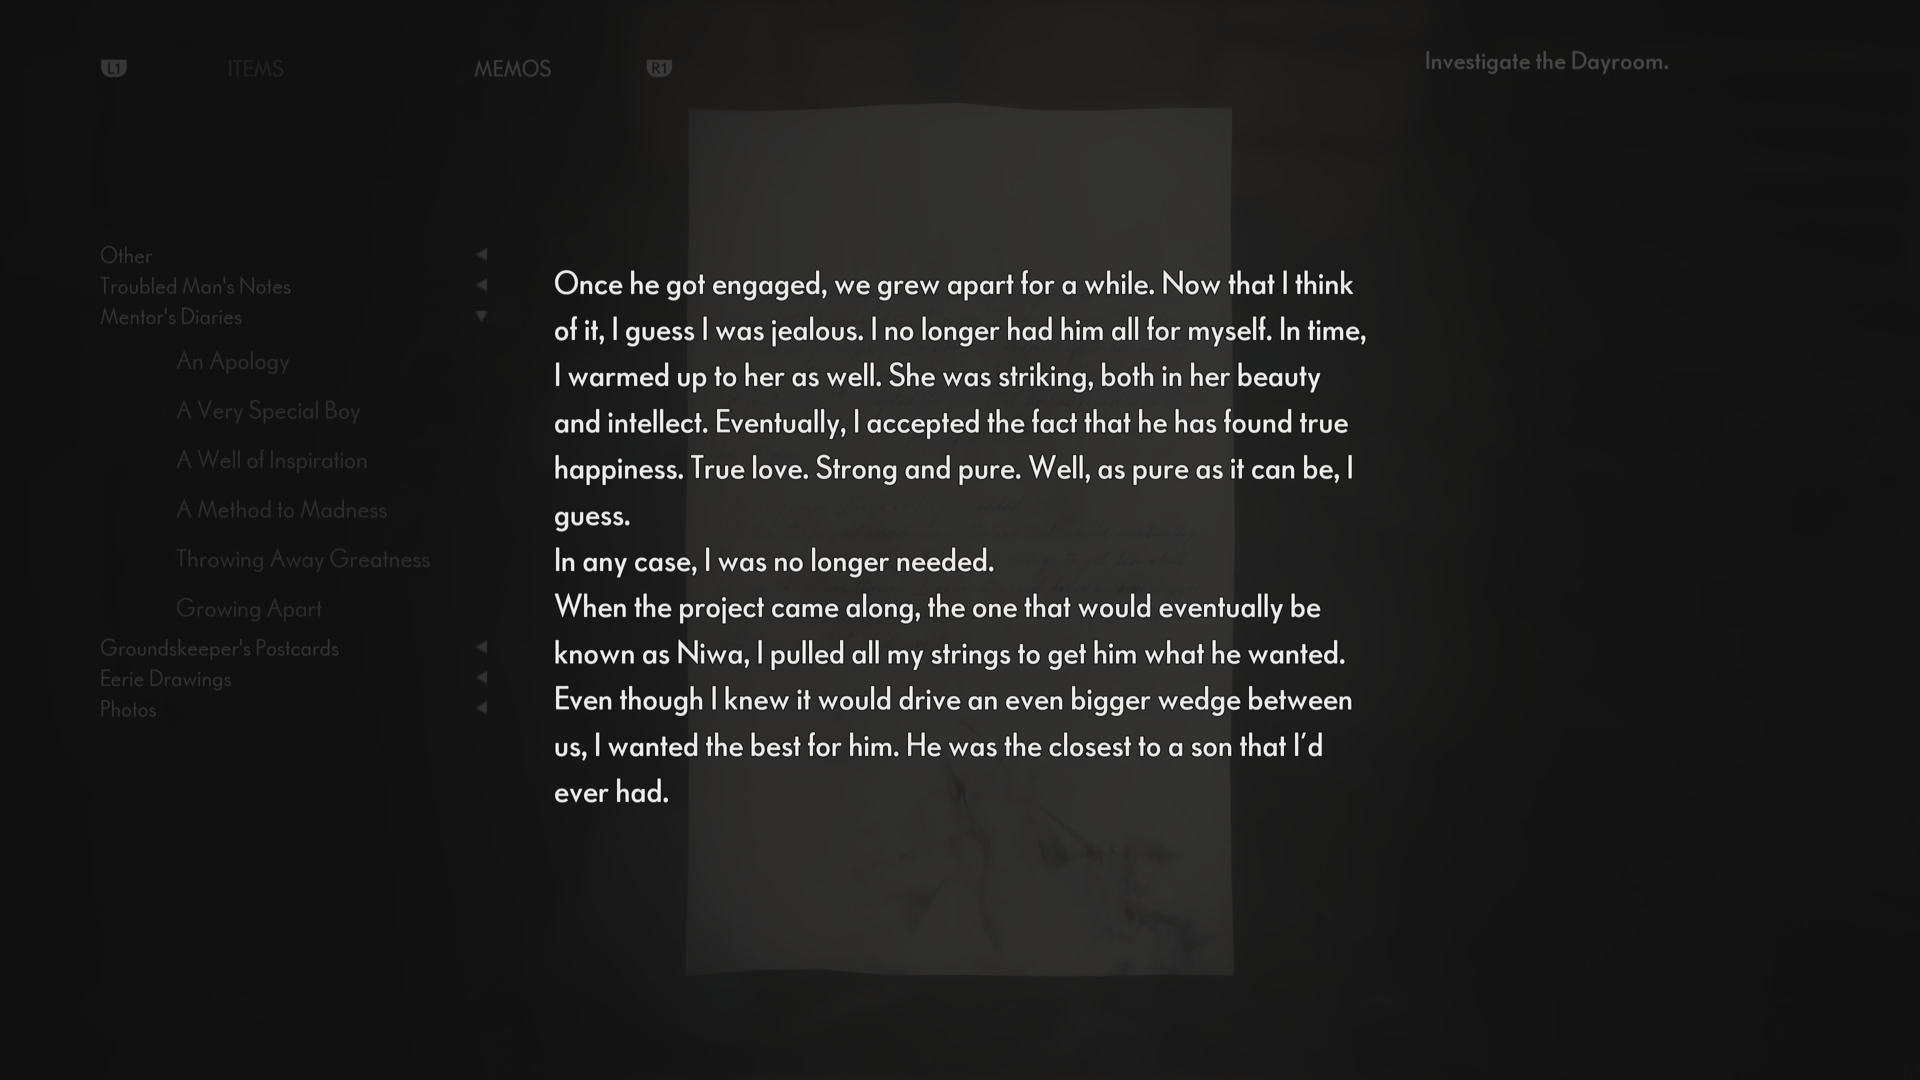 L1 ITEMS MEMOS R1
Investigate the Dayroom.
Other
Troubled Man's Notes
Mentor's Diaries
An Apology
A Very Special Boy
A Well of Inspiration
A Method to Madness
Throwing Away Greatness
Growing Apart
Groundskeeper's Postcards
Eerie Drawings
Photos
Once he got engaged, we grew apart for a while. Now that I think
of it, I guess I was jealous. I no longer had him all for myself. In time,
I warmed up to her as well. She was striking, both in her beauty
and intellect. Eventually, I accepted the fact that he has found true
happiness. True love. Strong and pure. Well, as pure as it can be, I
guess.
In any case, I was no longer needed.
When the project came along, the one that would eventually be
known as Niwa, I pulled all my strings to get him what he wanted.
Even though I knew it would drive an even bigger wedge between
us, I wanted the best for him. He was the closest to a son that I'd
ever had.